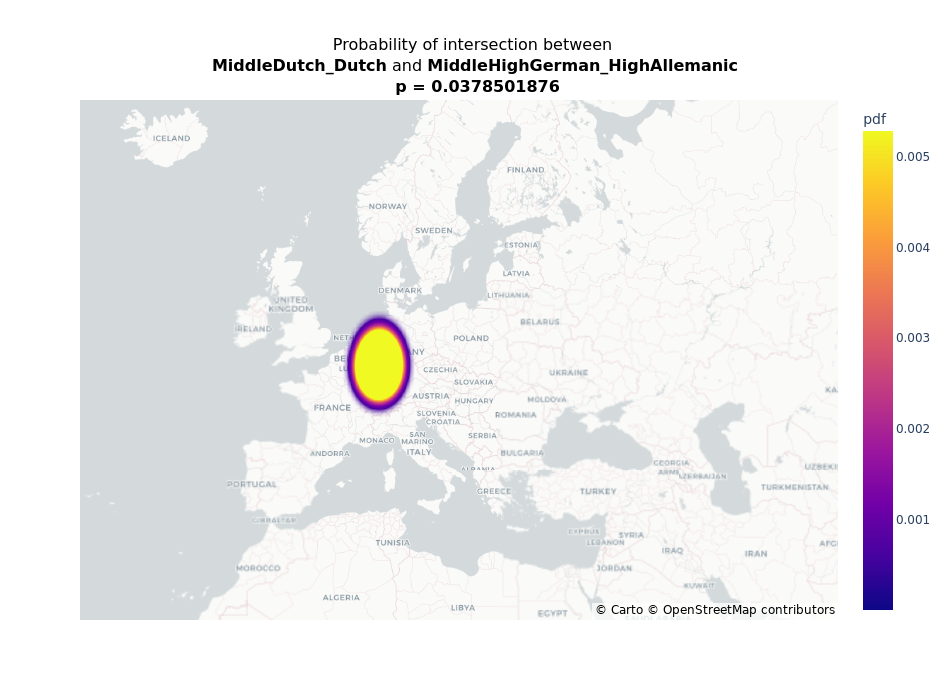 Probability of intersection between
MiddleDutch_Dutch and MiddleHighGerman_HighAllemanic
p = 0.0378501876
pdf
ICELAND
FINLAND
NORWAY
SWEDEN
ESTONIA
LATVIA
DENMARK
LITHUANIA
UNITED
KINGDOM
IRELAND
BELARUS
NET
POLAND
BE
NY
LU
CZECHIA
UKRAINE
SLOVAKIA
AUSTRIA
HUNGARY
MOLDOVA
FRANCE
SLOVENIA
ROMANIA
CROATIA
SAN
MARINO
MONACO
SERBIA
ANDORRA
ITALY
BULGARIA
ALBANIA
GEORGIA
ARME
AZERBAIJAN
UZBEKI
KA
PORTUGAL
GREECE
TURKEY
TURKMENISTAN
GIBRALTAR
CYPRUS
SYRIA
LEBANON
TUNISIA
IRAQ
IRAN
AFG
MOROCCO
JORDAN
KUWAIT
ALGERIA
LIBYA
EGYPT
SAUDI ARABIA
0.005
0.004
0.003
0.002
0.001
© Carto © OpenStreetMap contributors